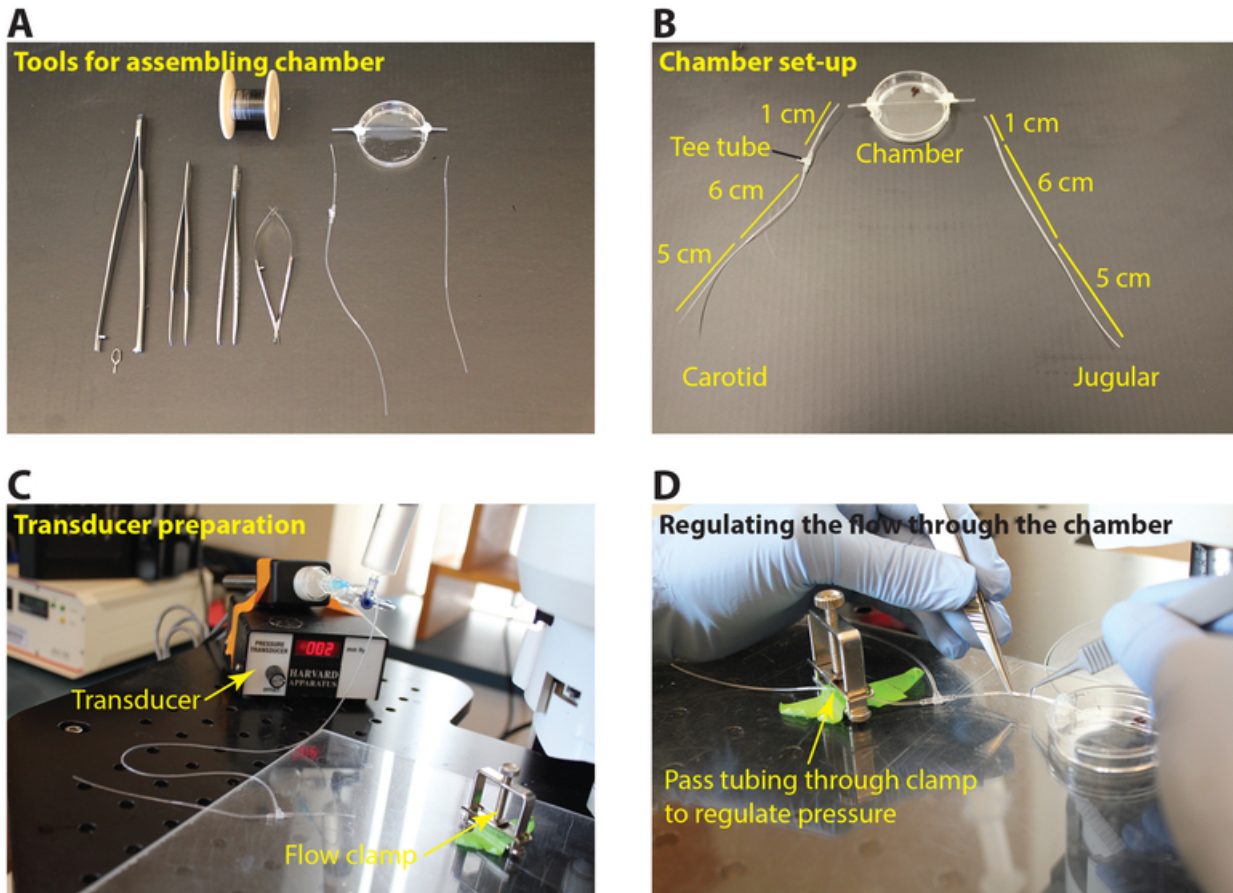 A
Tools for assembling chamber
B
Chamber set-up
1 cm
Tee tube
6 cm
5 cm
Carotid
Chamber
1 cm
6 cm
5 cm
Jugular
C
Transducer preparation
PRESSURE
TRANSDUCER
002
mm Hg
HARVARD
APPARATUS
OFFSET
Transducer
Flow clamp
D
Regulating the flow through the chamber
Pass tubing through clamp
to regulate pressure